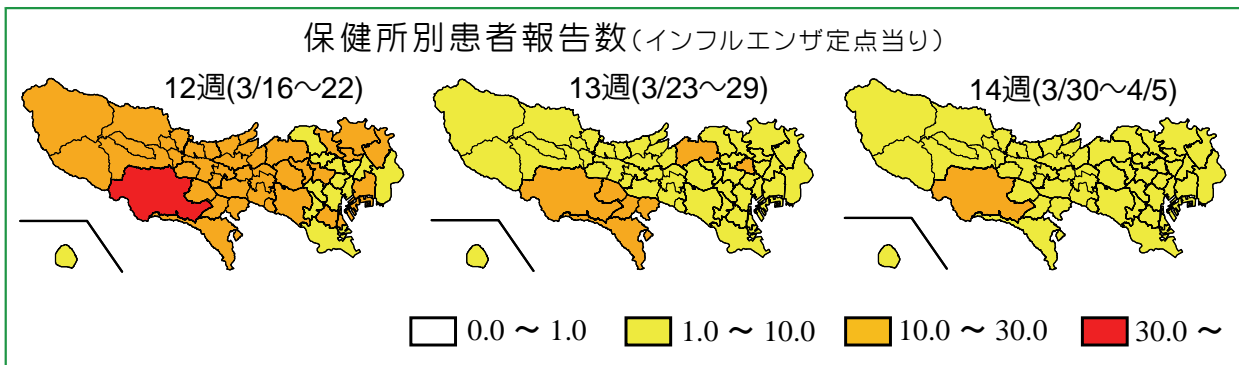 保健所別患者報告数(インフルエンザ定点当り)
12週(3/16〜22)
13週(3/23〜29)
14週(3/30〜4/5)
0.0 〜 1.0
1.0 〜 10.0
10.0 〜 30.0
30.0 〜